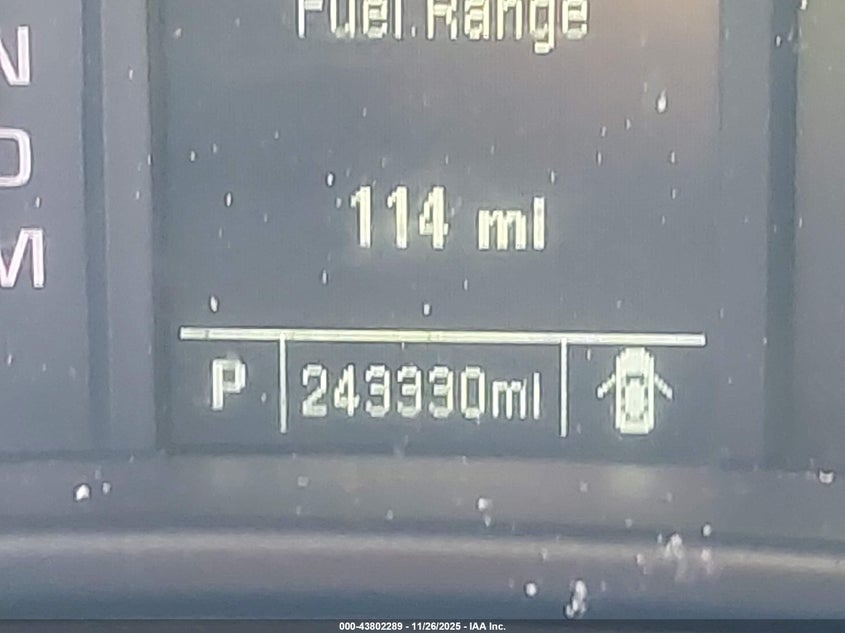 Fuel Range
N
D
M
114 mi
P 243330mi
000-43802289 - 11/26/2025 - IAA Inc.